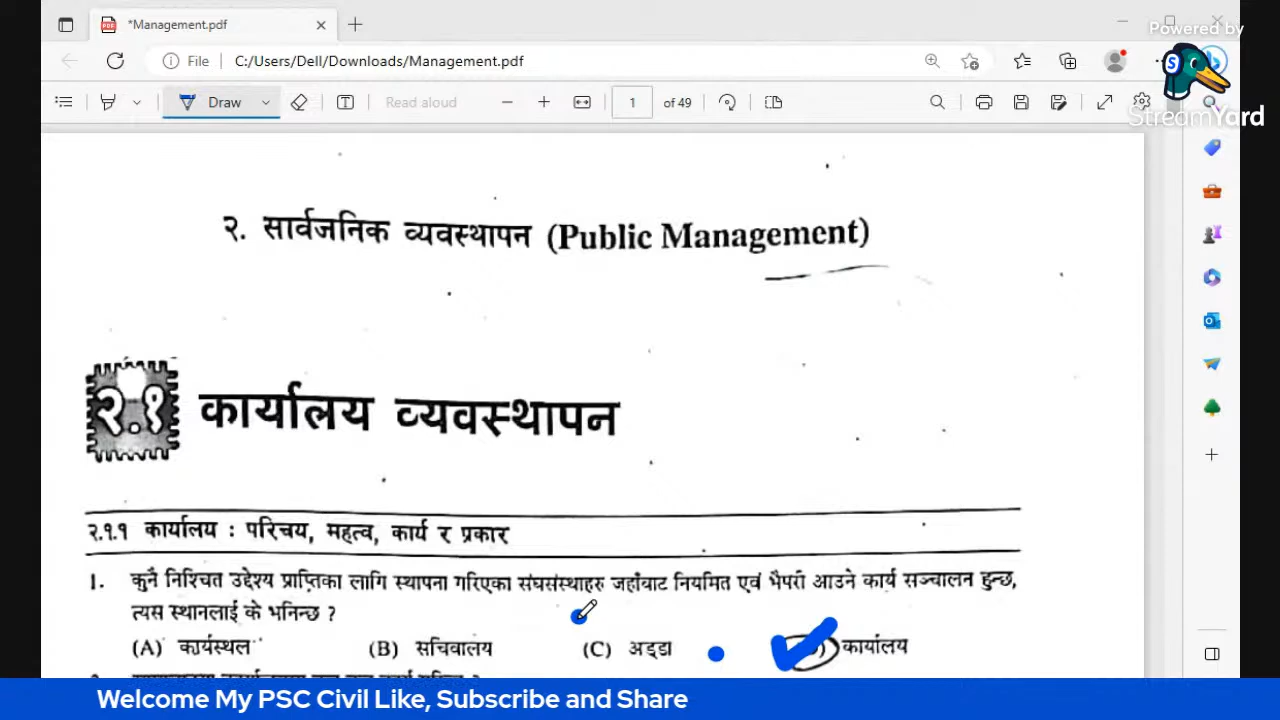 *Management.pdf
Powered by
File
C:/Users/Dell/Downloads/Management.pdf
StreamYard
Draw
Read aloud
1 of 49
२. सार्वजनिक व्यवस्थापन (Public Management)
२.१ कार्यालय व्यवस्थापन
२.१.१ कार्यालय : परिचय, महत्व, कार्य र प्रकार
1. कुनै निश्चित उद्देश्य प्राप्तिका लागि स्थापना गरिएका संघसंस्थाहरु जहाँबाट नियमित एवं भैपरी आउने कार्य सञ्चालन हुन्छ,
त्यस स्थानलाई के भनिन्छ ?
(A) कार्यस्थल (B) सचिवालय (C) अड्डा कार्यालय
Welcome My PSC Civil Like, Subscribe and Share